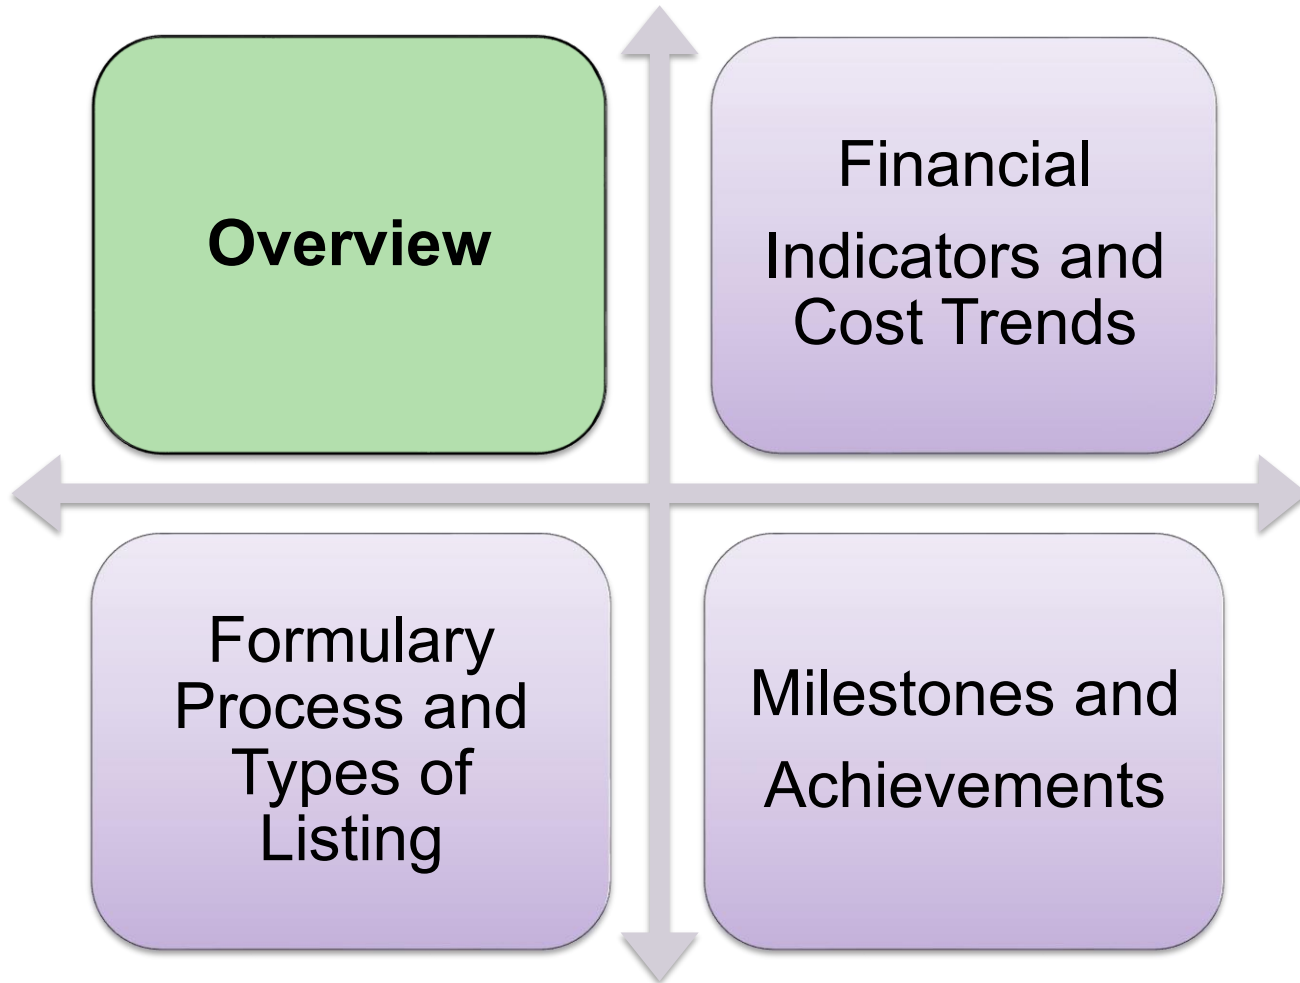 Overview
Financial
Indicators and
Cost Trends
Formulary
Process and
Types of
Listing
Milestones and
Achievements